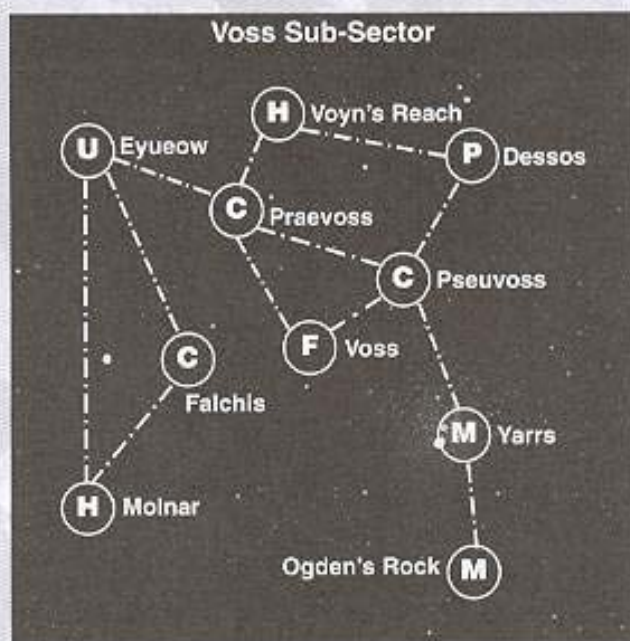 Voss Sub-Sector
H Voyn's Reach
U Eyueow
P Dessos
C Praevoss
C Pseuvoss
F Voss
C
Falchis
M Yarrs
H Molnar
Ogden's Rock M